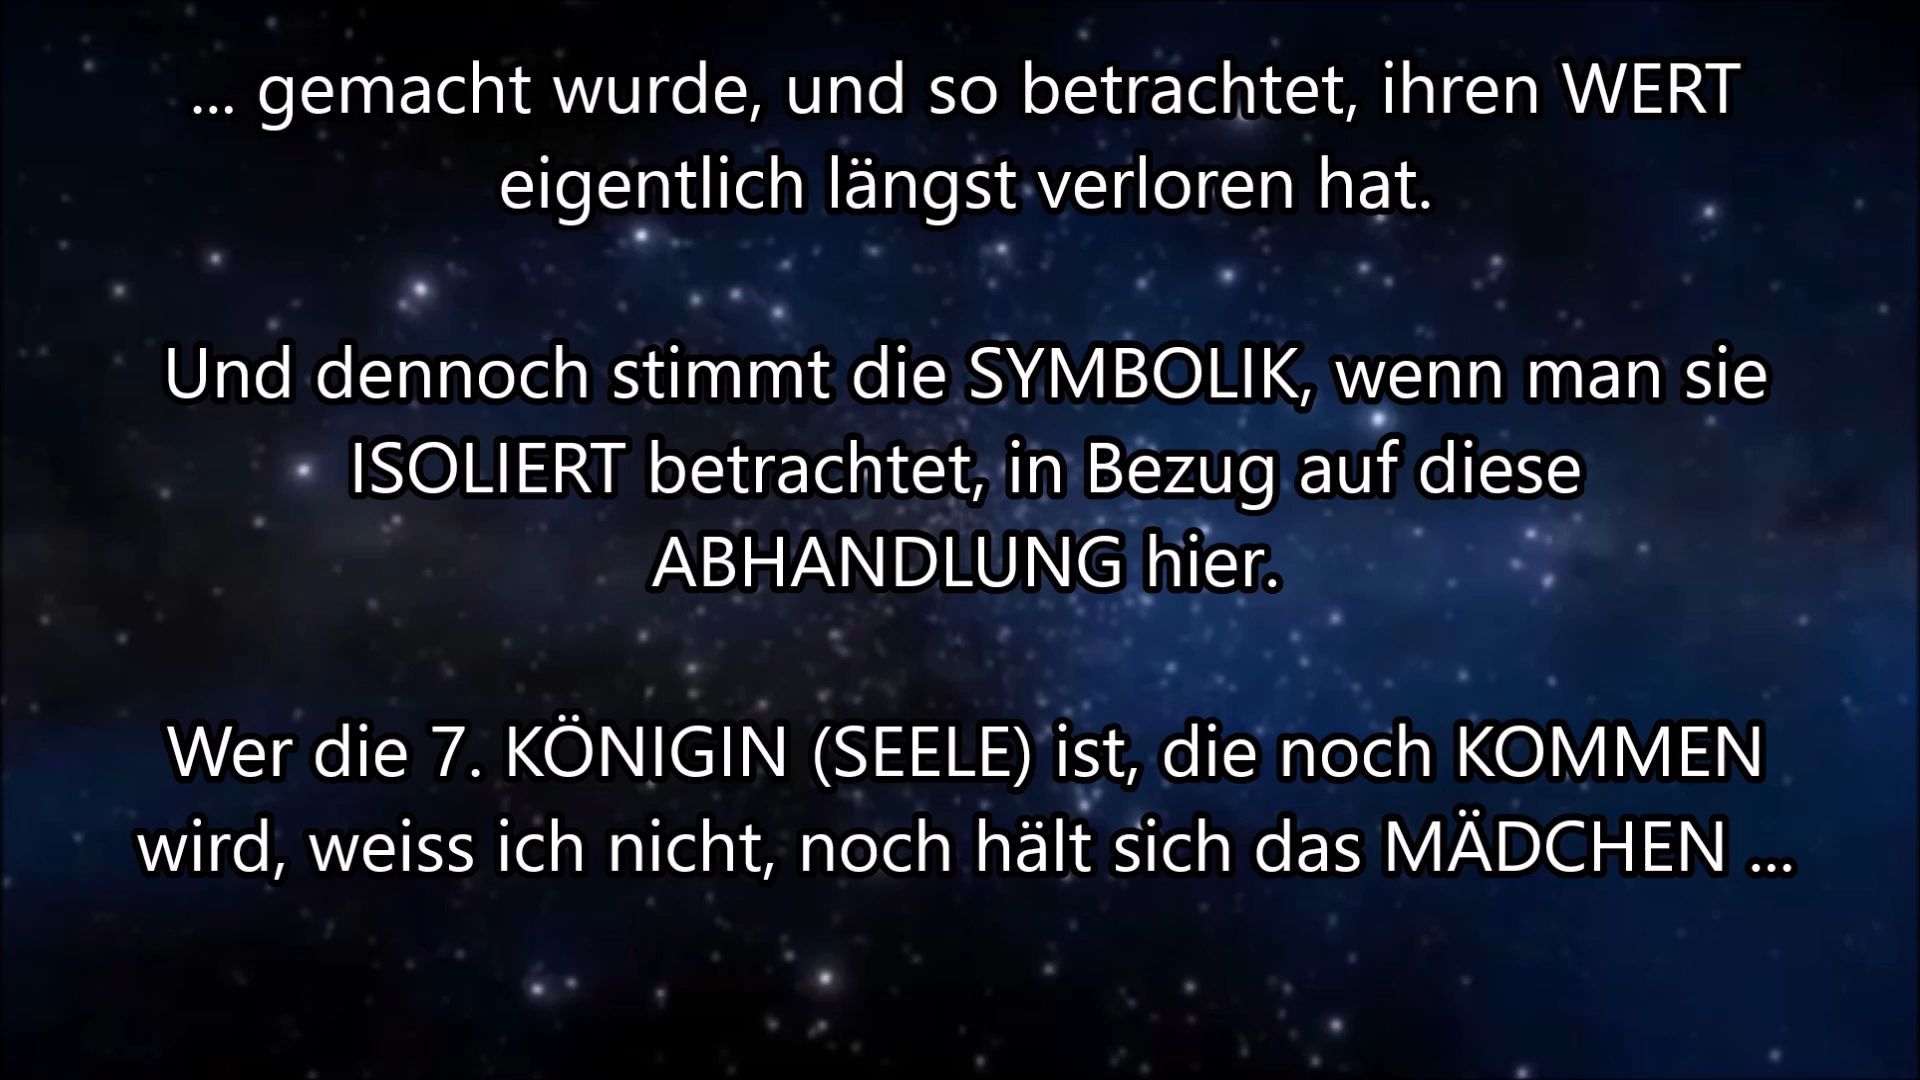 ... gemacht wurde, und so betrachtet, ihren WERT
eigentlich längst verloren hat.
Und dennoch stimmt die SYMBOLIK, wenn man sie
ISOLIERT betrachtet, in Bezug auf diese
ABHANDLUNG hier.
Wer die 7. KÖNIGIN (SEELE) ist, die noch KOMMEN
wird, weiss ich nicht, noch hält sich das MÄDCHEN ...